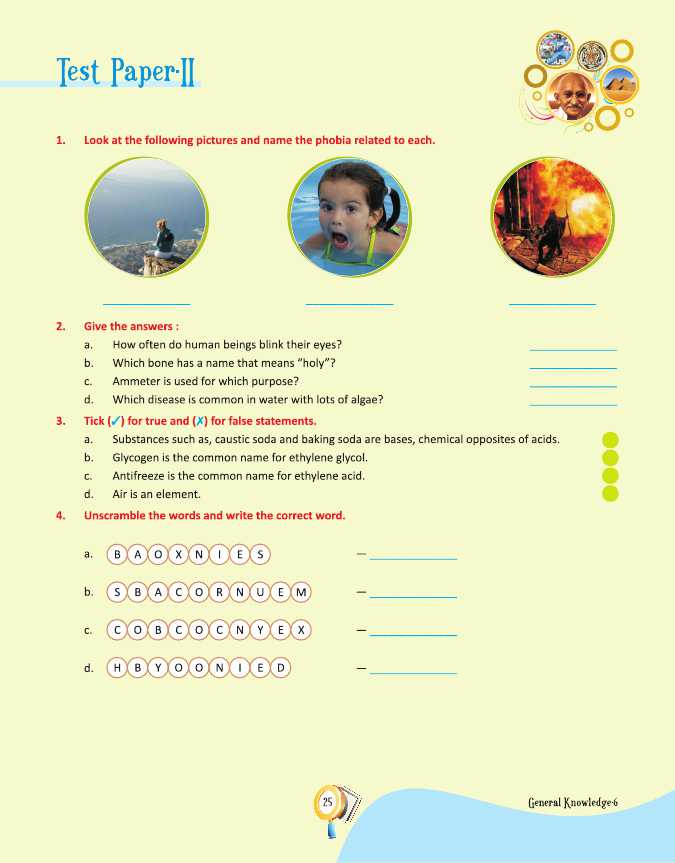 Test Paper-II
1. Look at the following pictures and name the phobia related to each.
2. Give the answers :
a. How often do human beings blink their eyes?
b. Which bone has a name that means “holy”?
c. Ammeter is used for which purpose?
d. Which disease is common in water with lots of algae?
3. Tick (✓) for true and (✗) for false statements.
a. Substances such as, caustic soda and baking soda are bases, chemical opposites of acids.
b. Glycogen is the common name for ethylene glycol.
c. Antifreeze is the common name for ethylene acid.
d. Air is an element.
4. Unscramble the words and write the correct word.
a. B A O X N I E S –
b. S B A C O R N U E M –
c. C O B C O C N Y E X –
d. H B Y O O N I E D –
25
General Knowledge-6